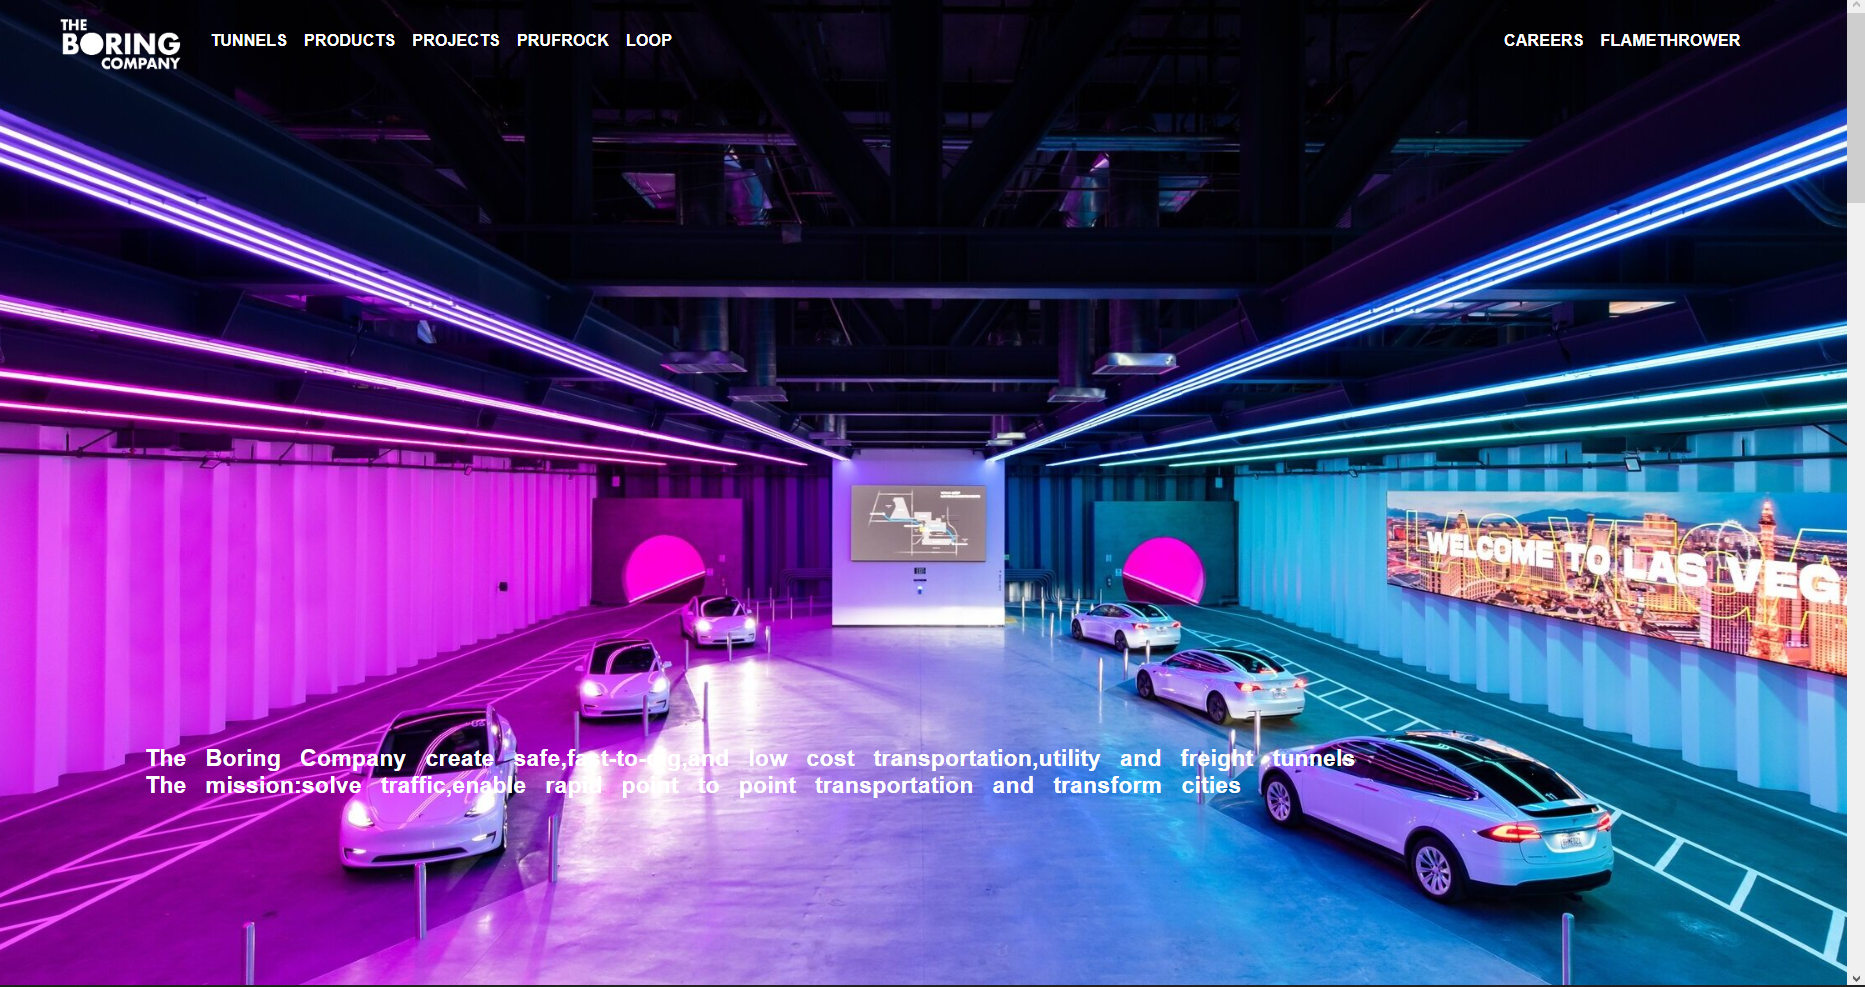 THE
BORING
COMPANY
TUNNELS PRODUCTS PROJECTS PRUFROCK LOOP
CAREERS FLAMETHROWER
WELCOME TO LAS VEGA
The Boring Company create safe,fast-to-dig,and low cost transportation,utility and freight tunnels
The mission:solve traffic,enable rapid point to point transportation and transform cities